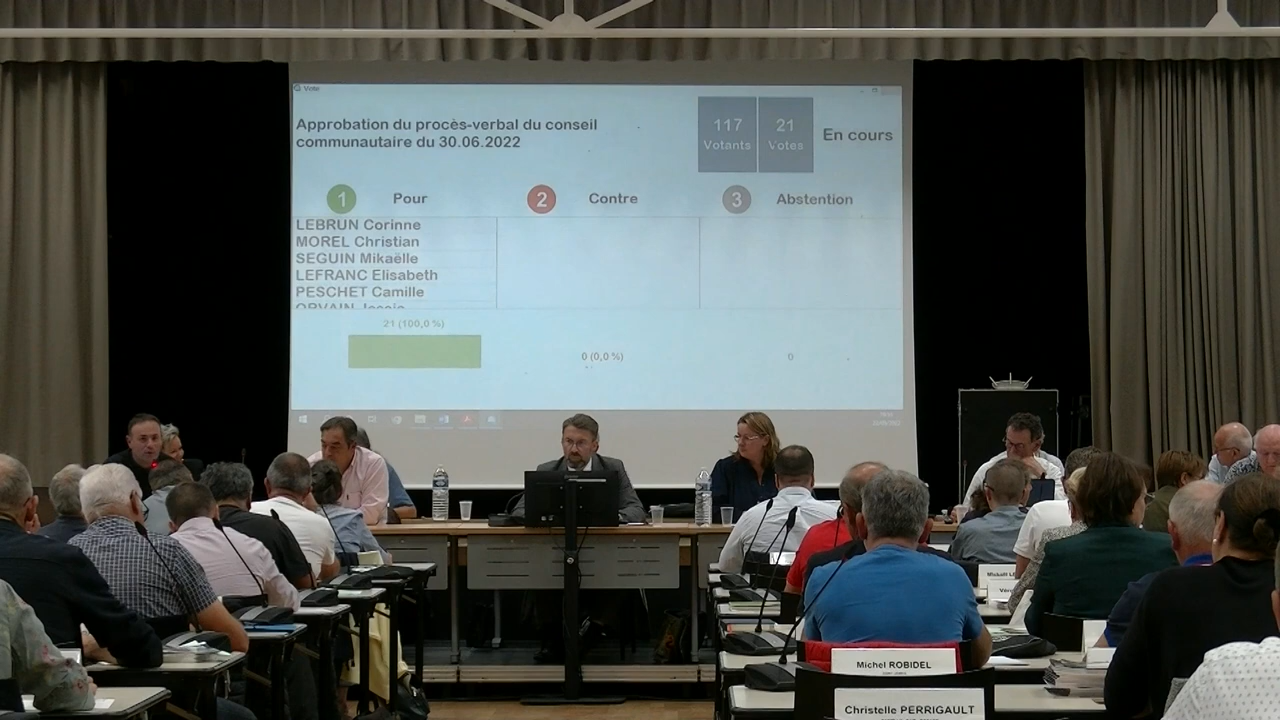 Vote
Approbation du procès-verbal du conseil
communautaire du 30.06.2022
117
Votants
21
Votes
En cours
1 Pour
2 Contre
3 Abstention
LEBRUN Corinne
MOREL Christian
SEGUIN Mikaëlle
LEFRANC Elisabeth
PESCHET Camille
ORVAIN
21 (100,0 %)
0 (0,0 %)
0
Michel ROBIDEL
Christelle PERRIGAULT